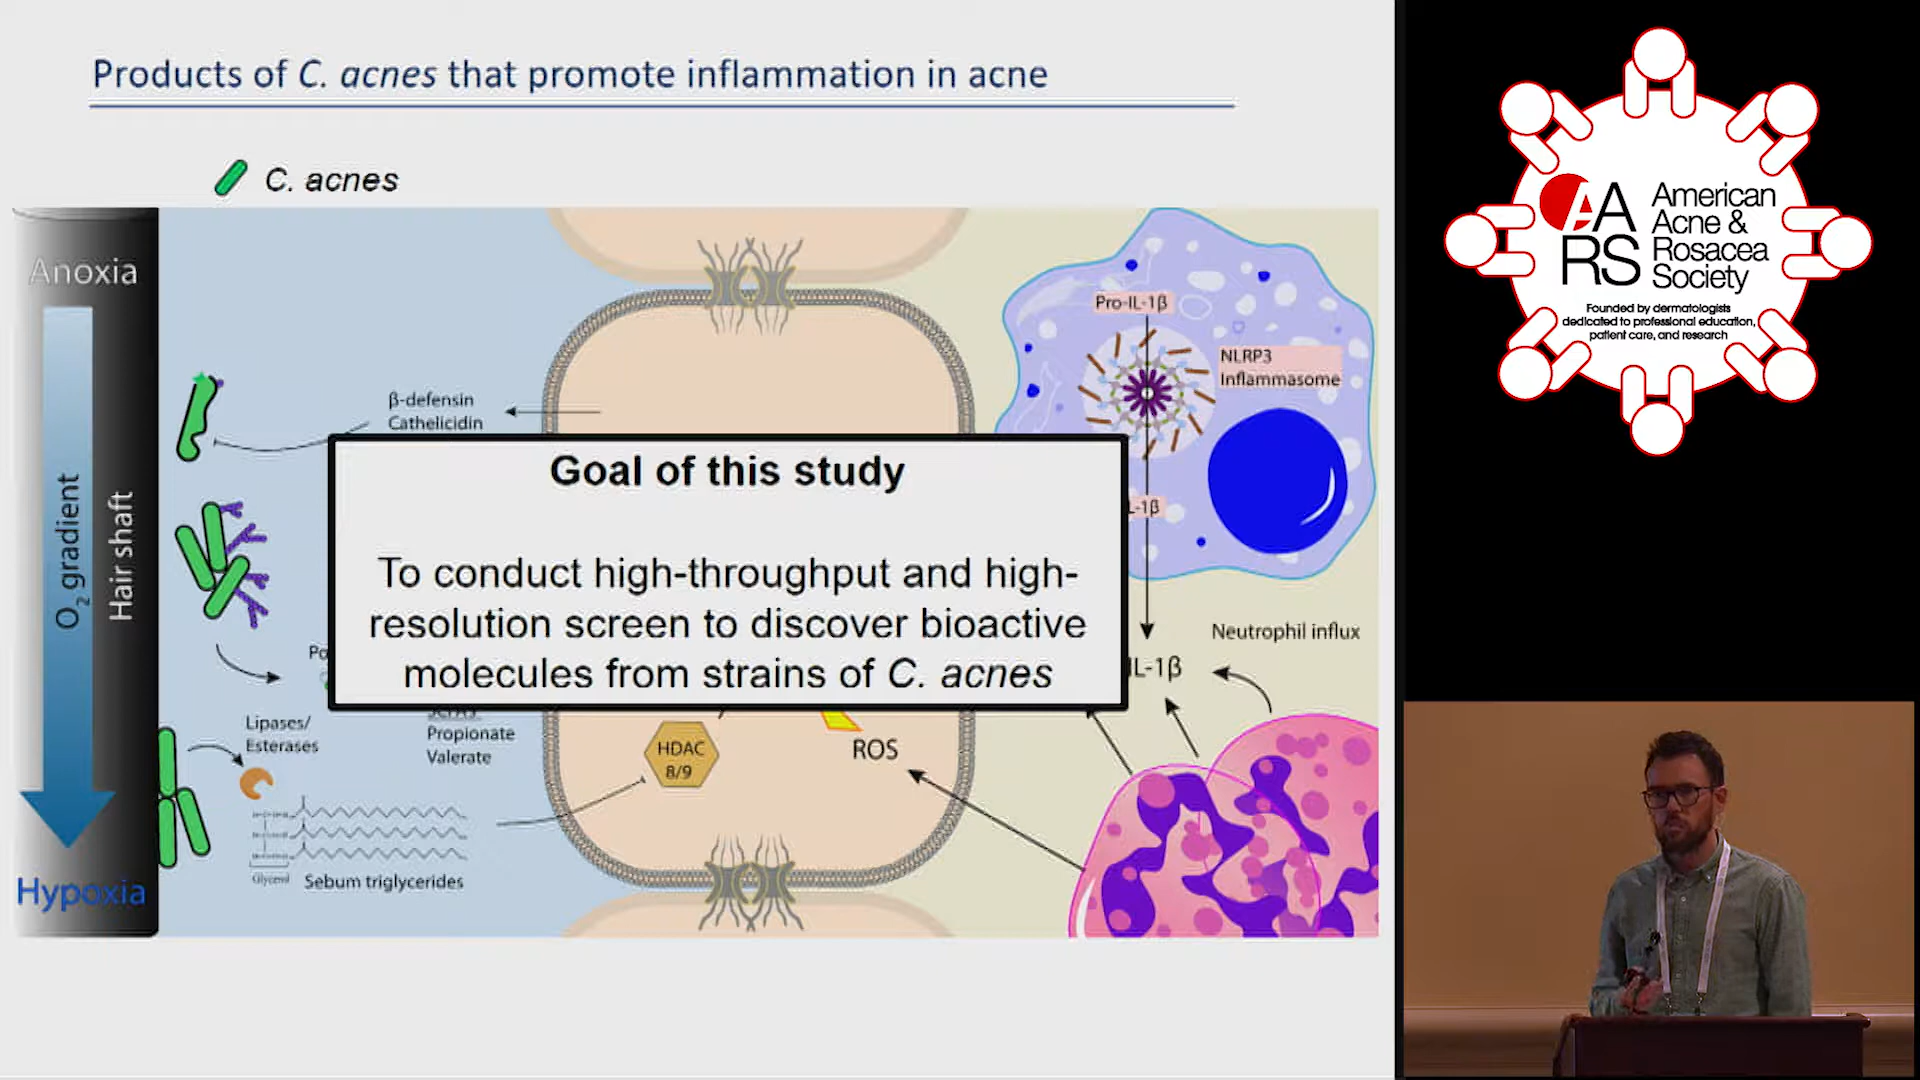 Products of C. acnes that promote inflammation in acne
C. acnes
Anoxia
O2 gradient
Hair shaft
Hypoxia
β-defensin
Cathelicidin
Lipases/
Esterases
Propionate
Valerate
Glycerol
Sebum triglycerides
HDAC
8/9
ROS
Goal of this study
To conduct high-throughput and high-
resolution screen to discover bioactive
molecules from strains of C. acnes
Pro-IL-1β
NLRP3
Inflammasome
L-1β
Neutrophil influx
IL-1β
AA
RS
American
Acne &
Rosacea
Society
Founded by dermatologists
dedicated to professional education,
patient care, and research